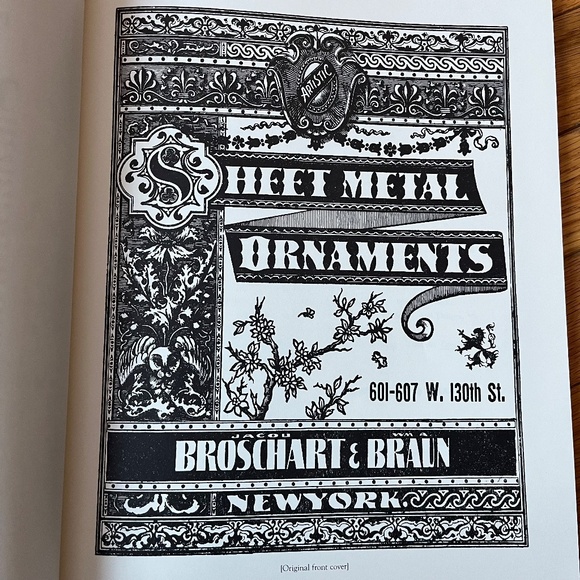 ARTISTIC
SHEET METAL
ORNAMENTS
601-607 W. 130th St.
JACOB WM A.
BROSCHART & BRAUN
NEW YORK.
[Original front cover]